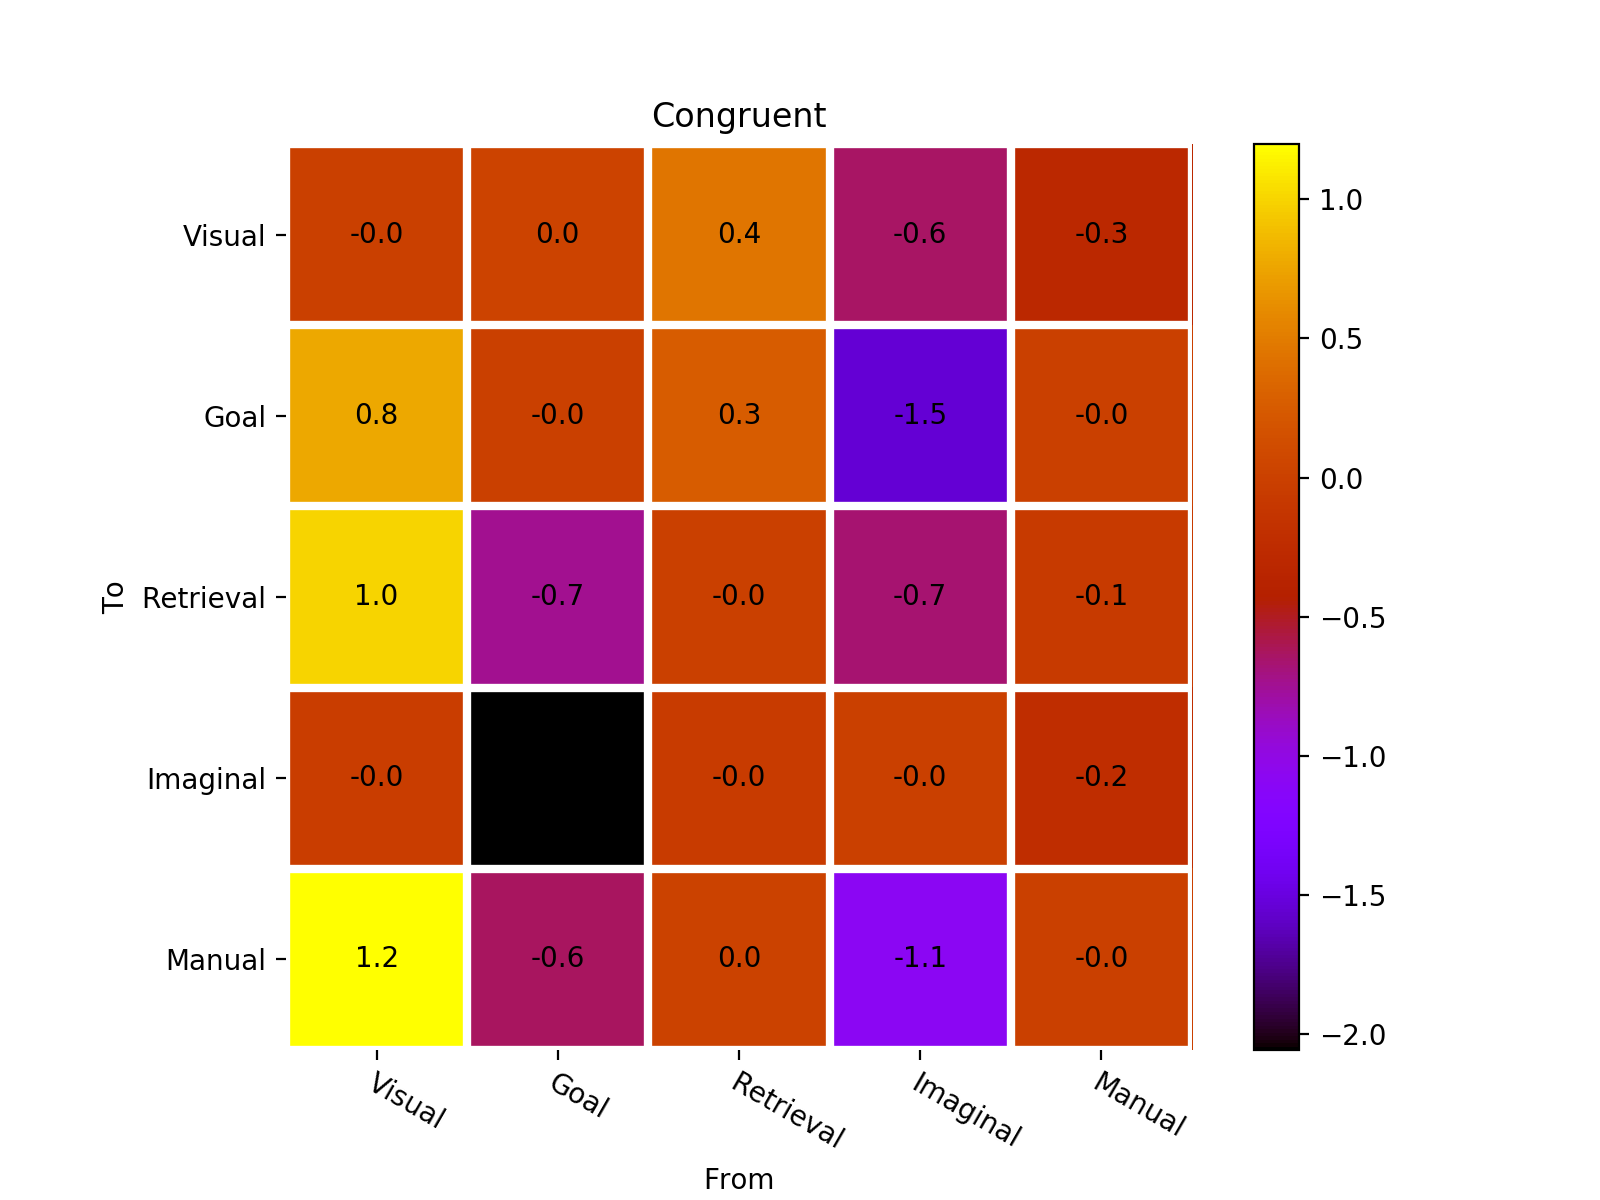 Congruent
Visual -0.0 0.0 0.4 -0.6 -0.3
Goal 0.8 -0.0 0.3 -1.5 -0.0
Retrieval 1.0 -0.7 -0.0 -0.7 -0.1
Imaginal -0.0 -0.0 -0.0 -0.2
Manual 1.2 -0.6 0.0 -1.1 -0.0
To
Visual Goal Retrieval Imaginal Manual
From
1.0
0.5
0.0
−0.5
−1.0
−1.5
−2.0